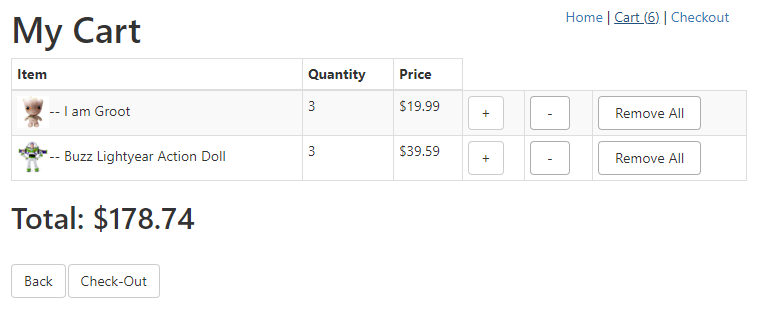 My Cart
Home | Cart (6) | Checkout
Item Quantity Price
-- I am Groot 3 $19.99 + - Remove All
-- Buzz Lightyear Action Doll 3 $39.59 + - Remove All
Total: $178.74
Back Check-Out